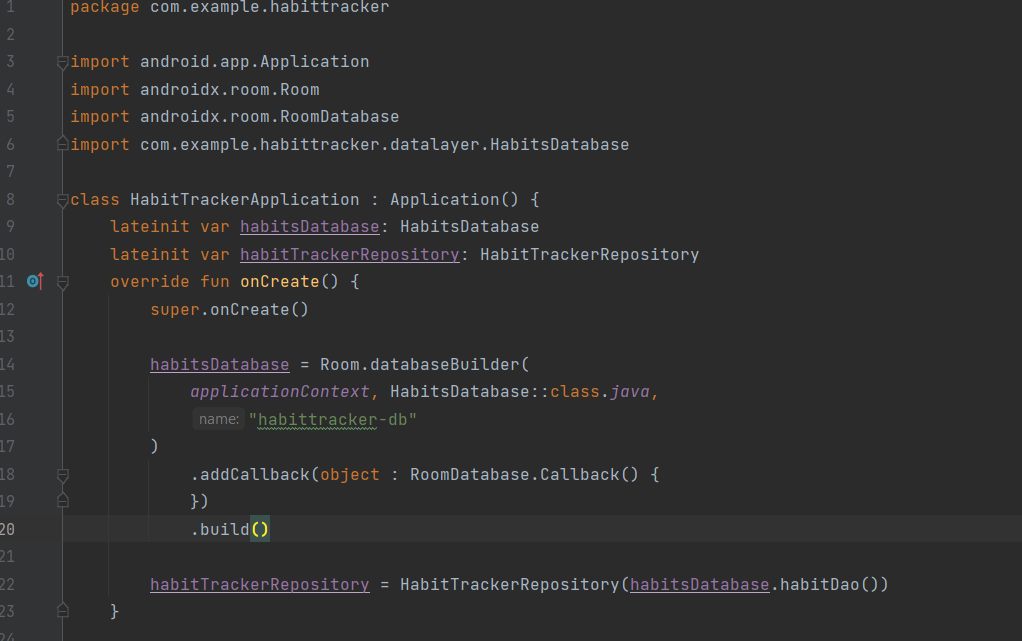 1 package com.example.habittracker
2
3 import android.app.Application
4 import androidx.room.Room
5 import androidx.room.RoomDatabase
6 import com.example.habittracker.datalayer.HabitsDatabase
7
8 class HabitTrackerApplication : Application() {
9 lateinit var habitsDatabase: HabitsDatabase
10 lateinit var habitTrackerRepository: HabitTrackerRepository
11 override fun onCreate() {
12 super.onCreate()
13
14 habitsDatabase = Room.databaseBuilder(
15 applicationContext, HabitsDatabase::class.java,
16 name: "habittracker-db"
17 )
18 .addCallback(object : RoomDatabase.Callback() {
19 })
20 .build()
21
22 habitTrackerRepository = HabitTrackerRepository(habitsDatabase.habitDao())
23 }
24